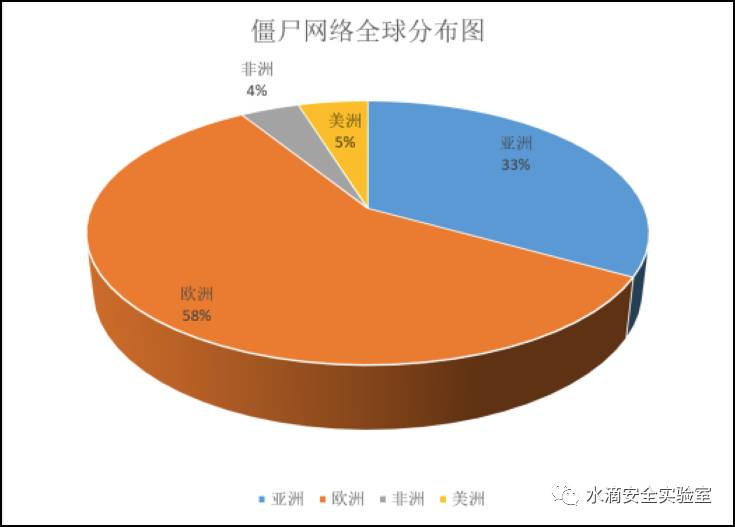 僵尸网络全球分布图
非洲
4%
美洲
5%
亚洲
33%
欧洲
58%
亚洲 欧洲 非洲 美洲
水滴安全实验室